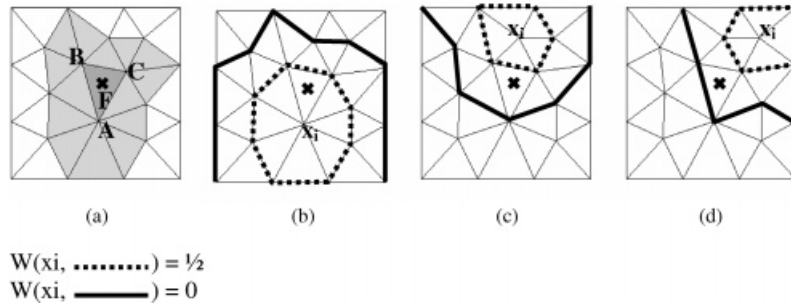 B
C
F
A
xi
xi
xi
(a)
(b)
(c)
(d)
W(xi, ) = ½
W(xi, ) = 0